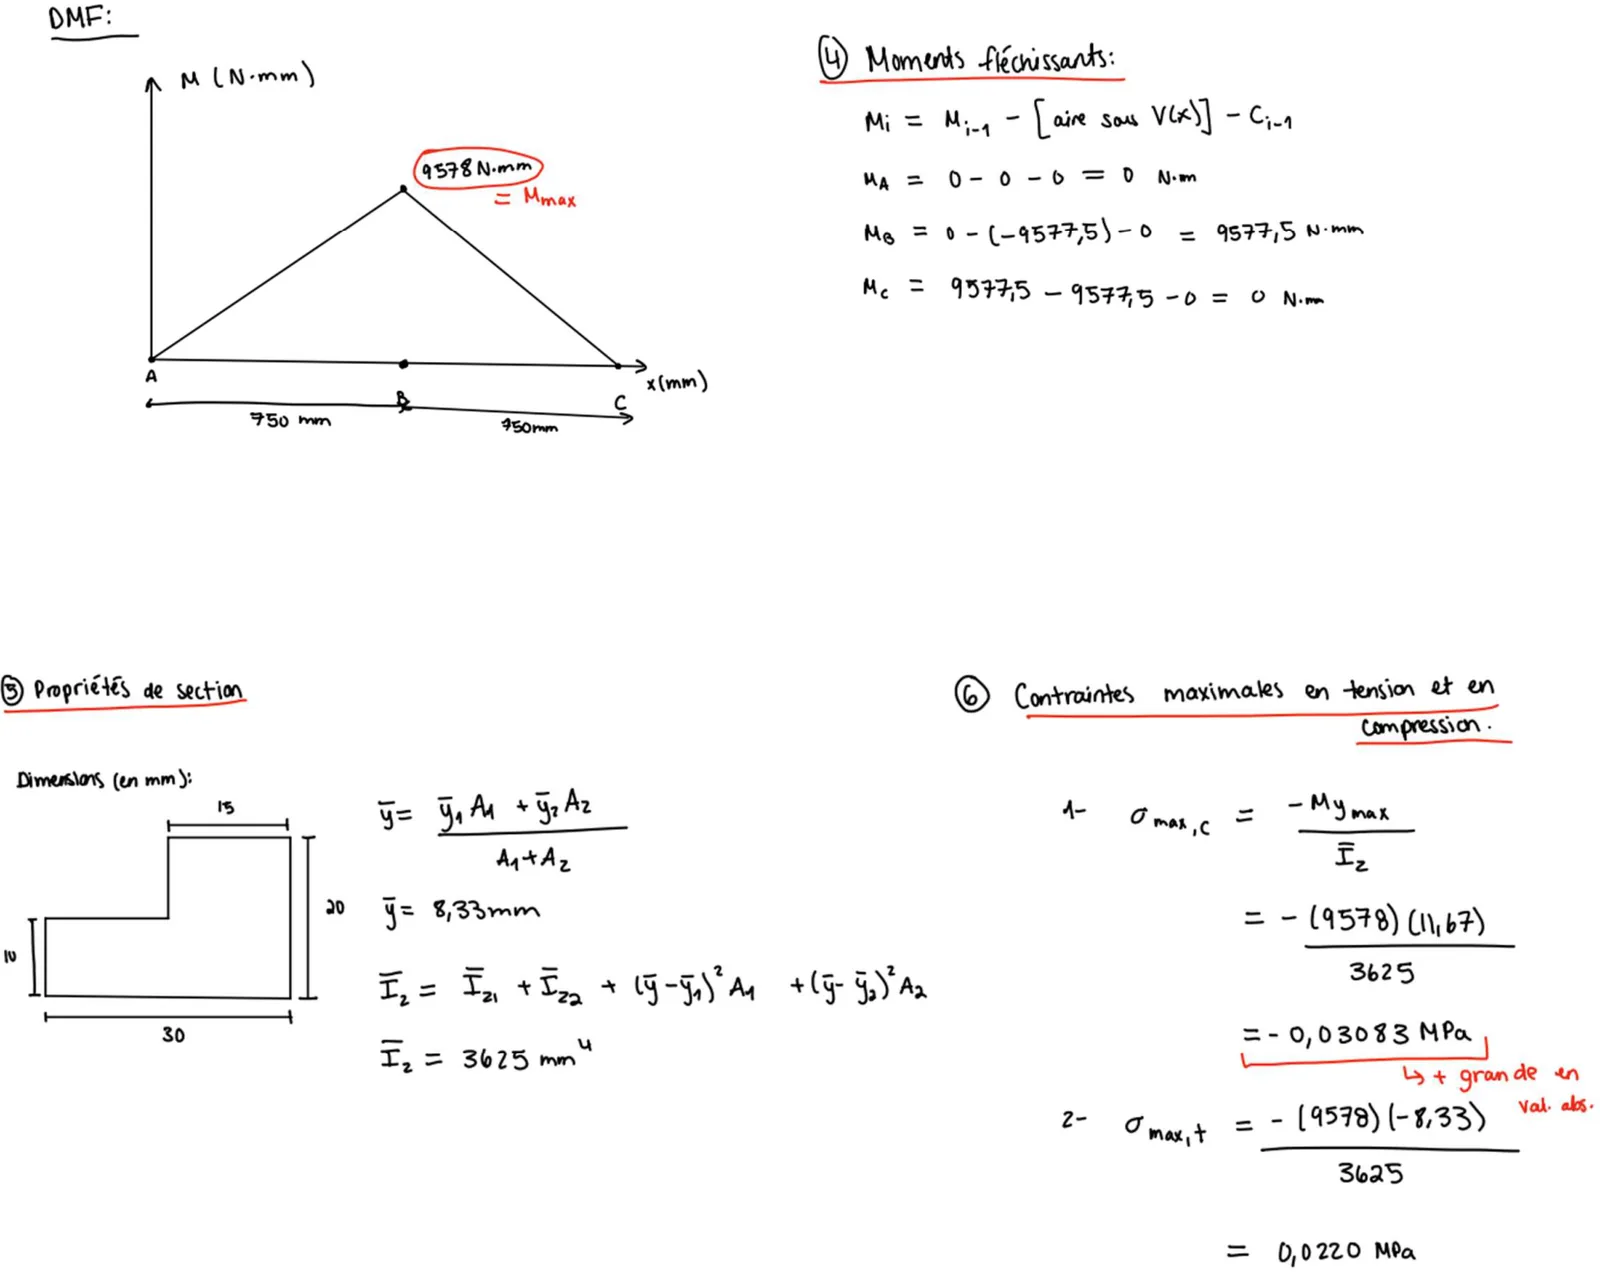 DMF:
M (N·mm)
9578 N·mm
= Mmax
A
B
C
x(mm)
750 mm
750mm
④ Moments fléchissants:
Mi = Mi-1 - [aire sous V(x)] - Ci-1
MA = 0 - 0 - 0 = 0 N·m
MB = 0 - (-9577,5) - 0 = 9577,5 N·mm
Mc = 9577,5 - 9577,5 - 0 = 0 N·m
⑤ Propriétés de section
Dimensions (en mm):
15
20
10
30
ȳ = ȳ1 A1 + ȳ2 A2
A1 + A2
ȳ = 8,33mm
Īz = Īz1 + Īz2 + (ȳ - ȳ1)² A1 + (ȳ - ȳ2)² A2
Īz = 3625 mm⁴
⑥ Contraintes maximales en tension et en
compression.
1- σmax,c = -Mymax
Īz
= - (9578) (11,67)
3625
= - 0,03083 MPa
↳ + grande en
val. abs.
2- σmax,t = - (9578) (-8,33)
3625
= 0,0220 MPa